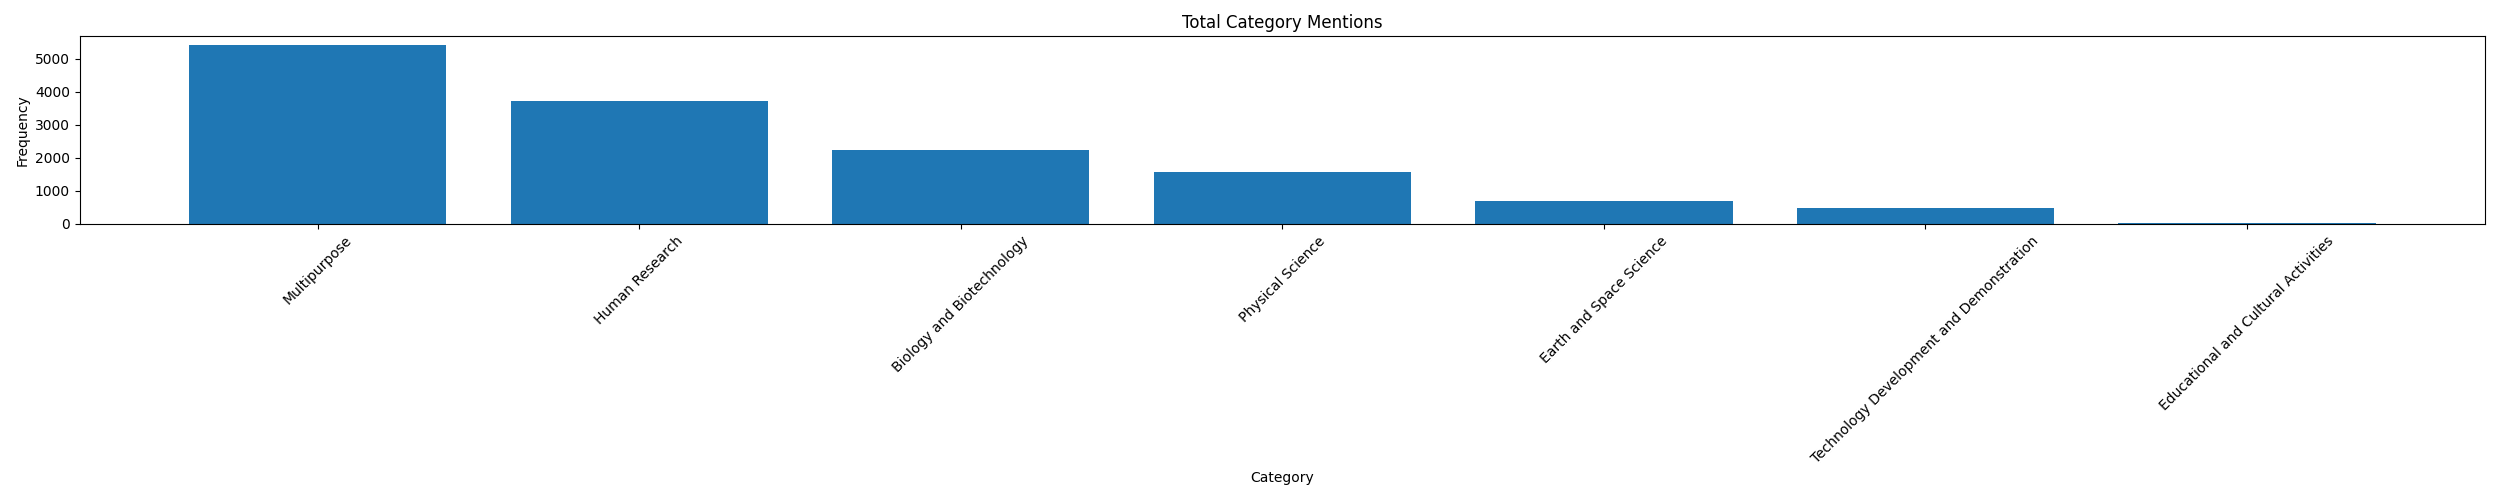 Total Category Mentions
Frequency
5000
4000
3000
2000
1000
0
Multipurpose
Human Research
Biology and Biotechnology
Physical Science
Earth and Space Science
Technology Development and Demonstration
Educational and Cultural Activities
Category